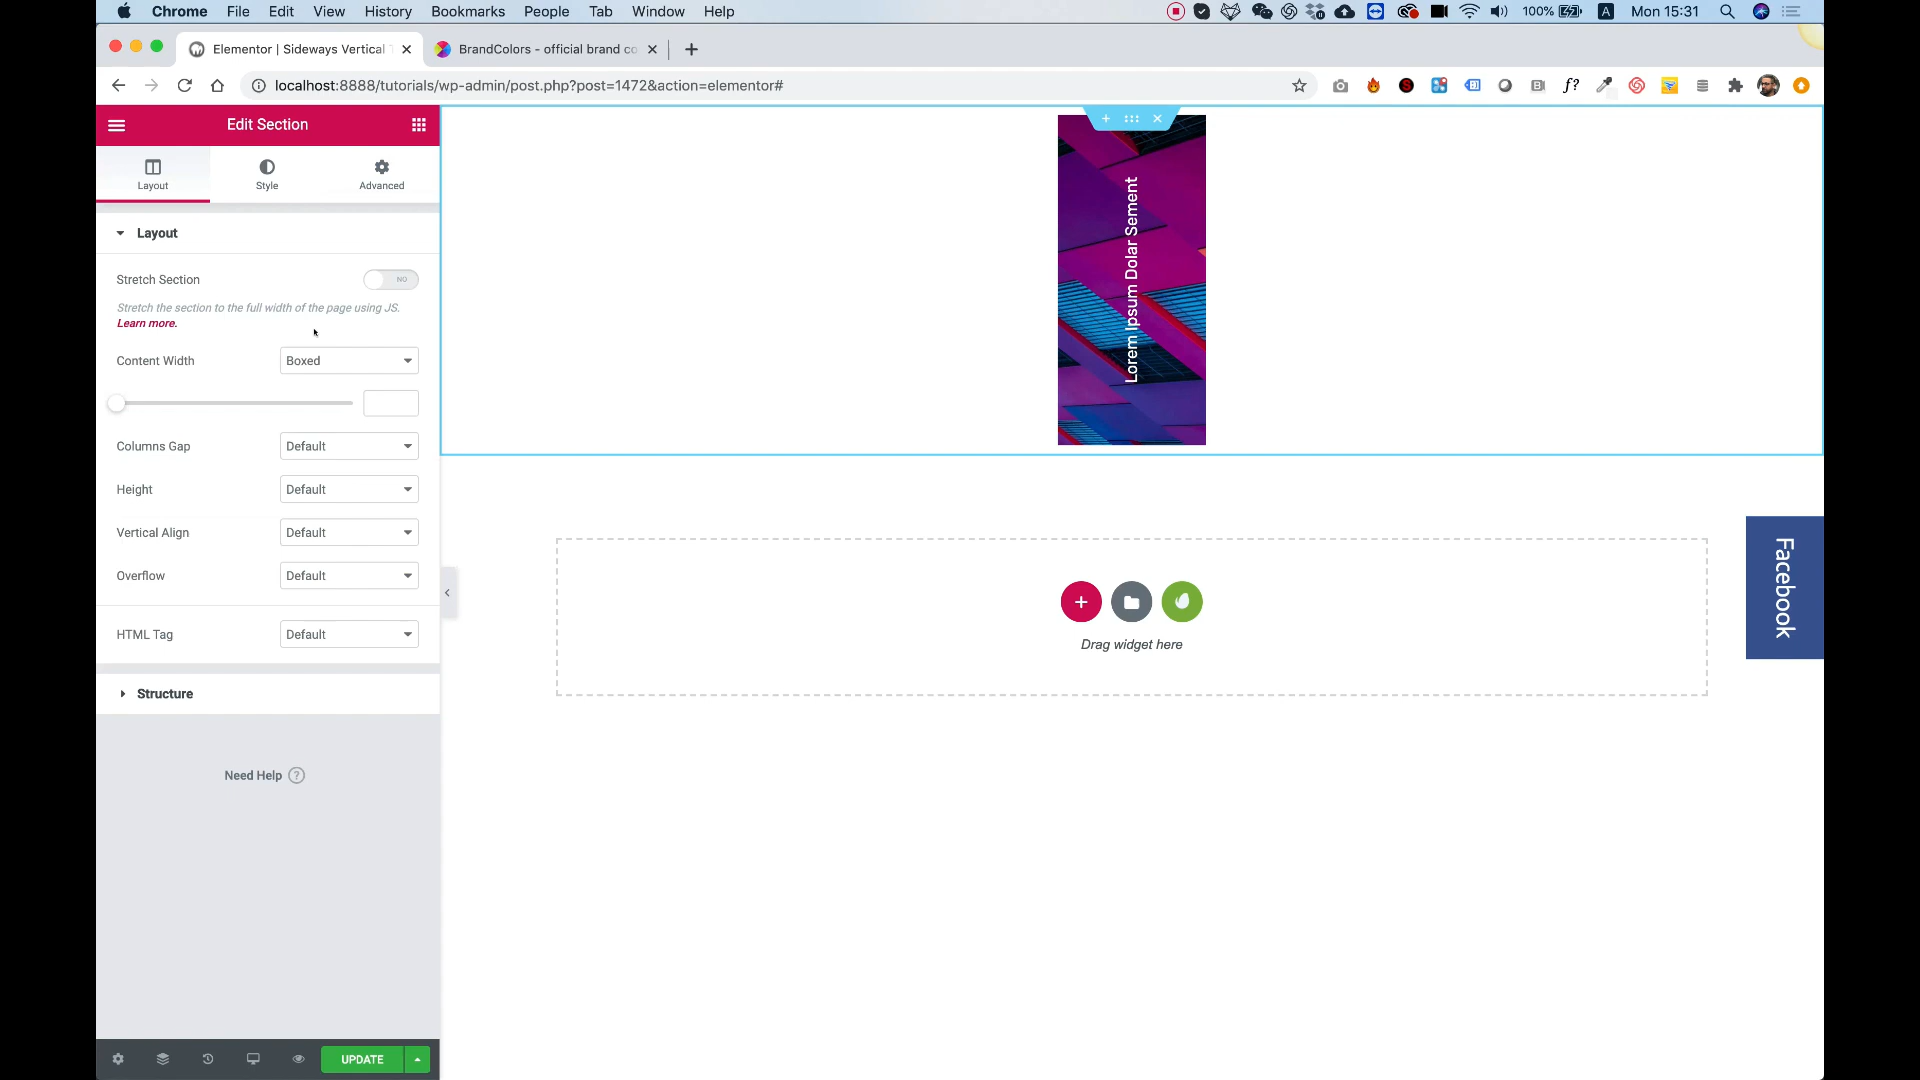 Chrome File Edit View History Bookmarks People Tab Window Help
100% A Mon 15:31
Elementor | Sideways Vertical
BrandColors - official brand co
localhost:8888/tutorials/wp-admin/post.php?post=1472&action=elementor#
f?
Edit Section
Layout
Style
Advanced
Layout
Stretch Section
NO
Stretch the section to the full width of the page using JS.
Learn more.
Content Width
Boxed
Columns Gap
Default
Height
Default
Vertical Align
Default
Overflow
Default
HTML Tag
Default
Structure
Need Help ?
UPDATE
Lorem Ipsum Dolar Sement
Drag widget here
Facebook